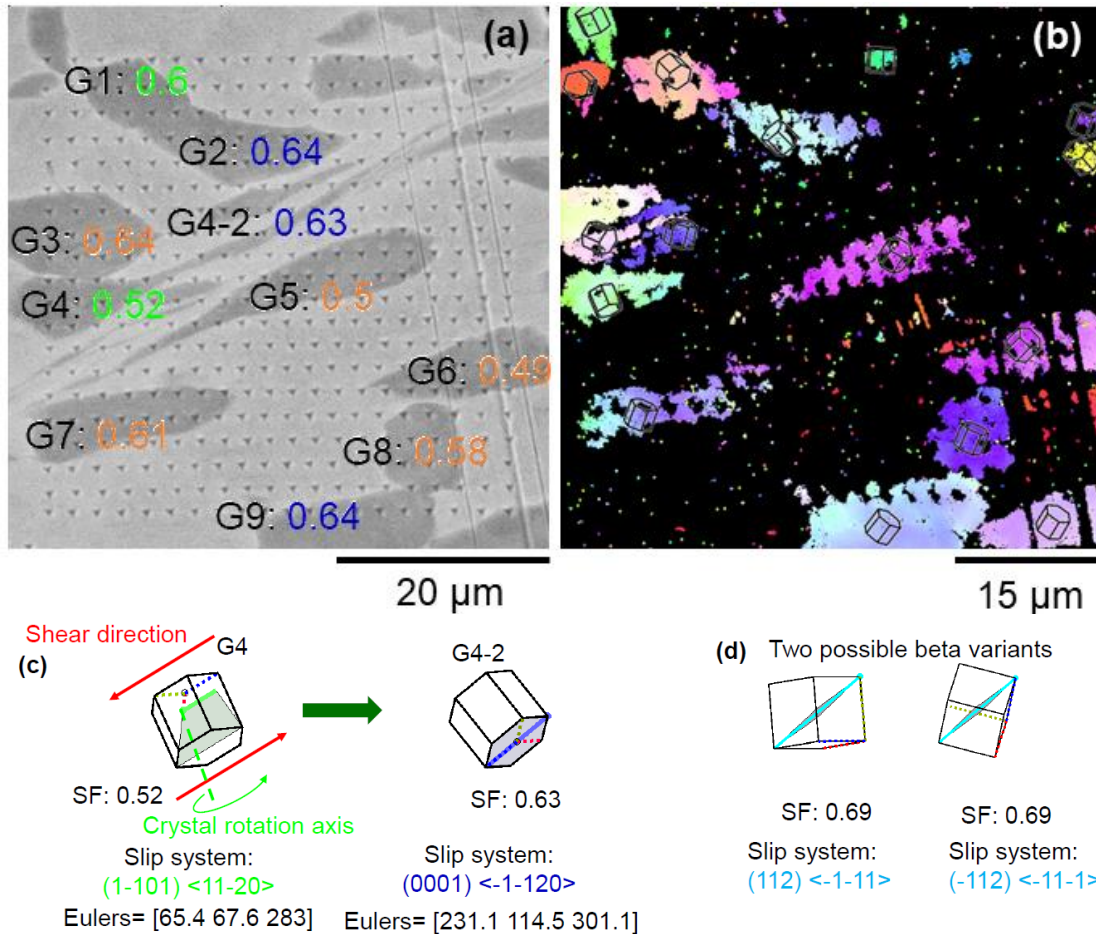 (a)
G1: 0.6
G2: 0.64
G4-2: 0.63
G3: 0.64
G4: 0.52
G5: 0.5
G6: 0.49
G7: 0.61
G8: 0.58
G9: 0.64
20 µm
(b)
15 µm
(c)
Shear direction
G4
SF: 0.52
Crystal rotation axis
Slip system:
(1-101) <11-20>
Eulers= [65.4 67.6 283]
G4-2
SF: 0.63
Slip system:
(0001) <-1-120>
Eulers= [231.1 114.5 301.1]
(d)
Two possible beta variants
SF: 0.69
Slip system:
(112) <-1-11>
SF: 0.69
Slip system:
(-112) <-11-1>